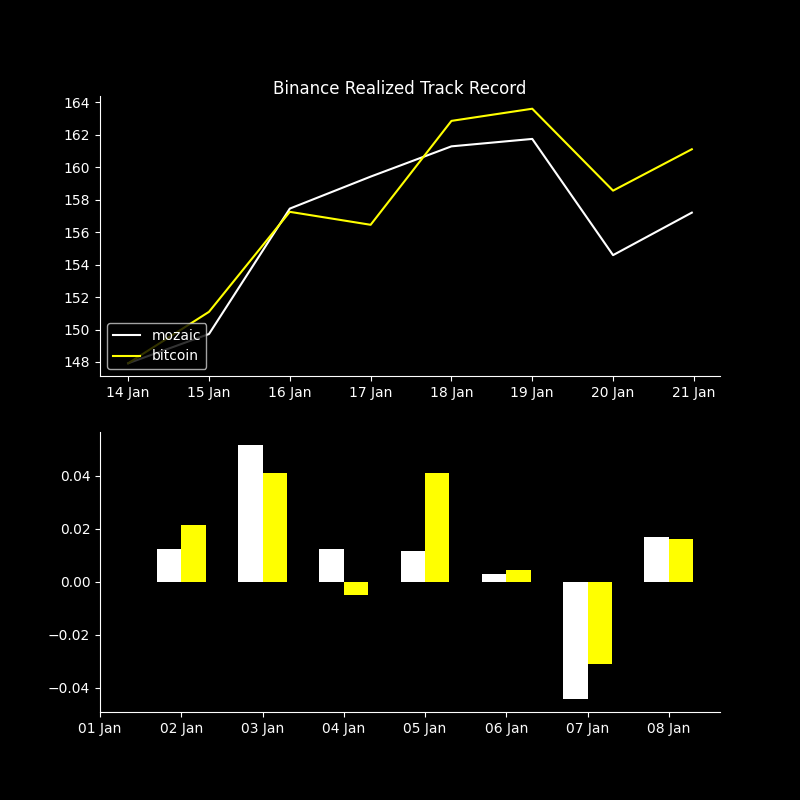 Binance Realized Track Record
164
162
160
158
156
154
152
150
148
mozaic
bitcoin
14 Jan 15 Jan 16 Jan 17 Jan 18 Jan 19 Jan 20 Jan 21 Jan
0.04
0.02
0.00
−0.02
−0.04
01 Jan 02 Jan 03 Jan 04 Jan 05 Jan 06 Jan 07 Jan 08 Jan